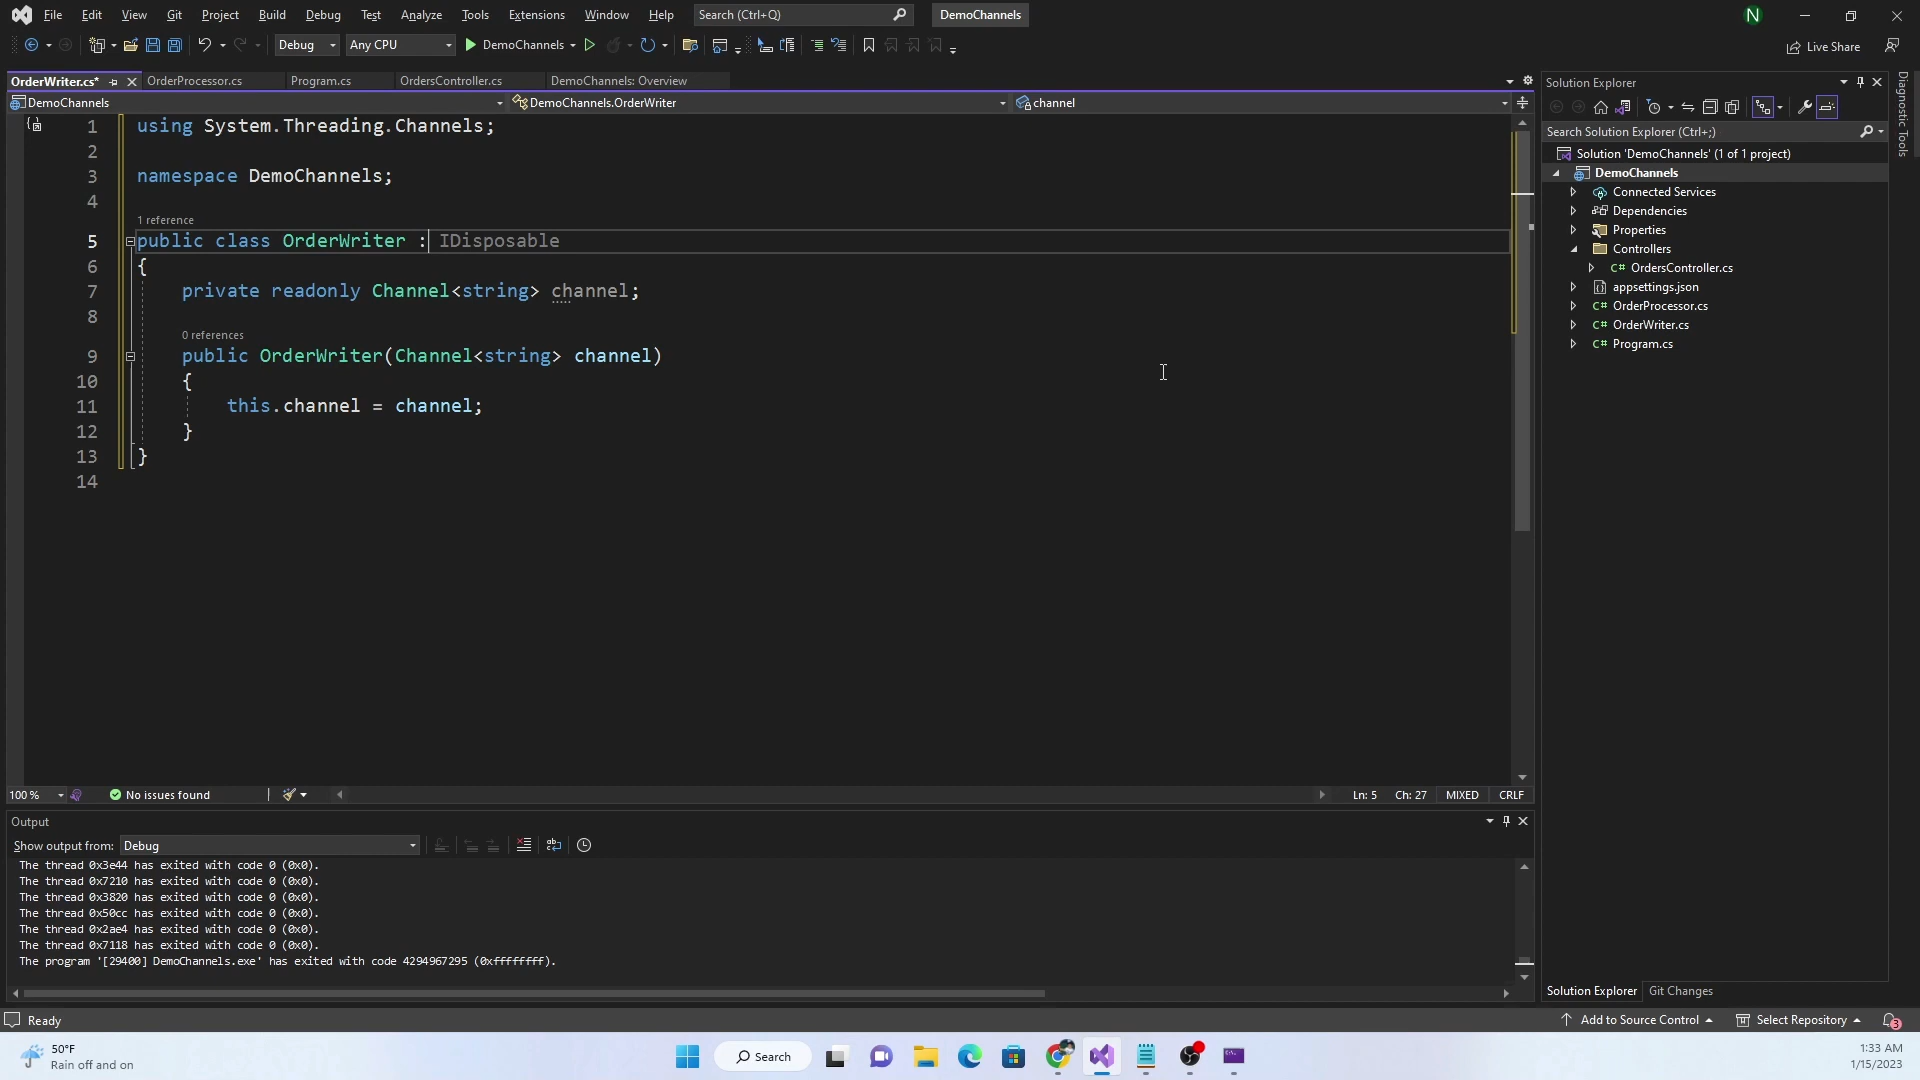 File Edit View Git Project Build Debug Test Analyze Tools Extensions Window Help Search (Ctrl+Q) DemoChannels N
Debug Any CPU DemoChannels Live Share
OrderWriter.cs* OrderProcessor.cs Program.cs OrdersController.cs DemoChannels: Overview
DemoChannels DemoChannels.OrderWriter channel
1 using System.Threading.Channels;
2
3 namespace DemoChannels;
4
1 reference
5 public class OrderWriter : IDisposable
6 {
7 private readonly Channel<string> channel;
8
0 references
9 public OrderWriter(Channel<string> channel)
10 {
11 this.channel = channel;
12 }
13 }
14
100 % No issues found Ln: 5 Ch: 27 MIXED CRLF
Output
Show output from: Debug
The thread 0x3e44 has exited with code 0 (0x0).
The thread 0x7210 has exited with code 0 (0x0).
The thread 0x3820 has exited with code 0 (0x0).
The thread 0x50cc has exited with code 0 (0x0).
The thread 0x2ae4 has exited with code 0 (0x0).
The thread 0x7118 has exited with code 0 (0x0).
The program '[29400] DemoChannels.exe' has exited with code 4294967295 (0xffffffff).
Solution Explorer
Search Solution Explorer (Ctrl+;)
Solution 'DemoChannels' (1 of 1 project)
DemoChannels
Connected Services
Dependencies
Properties
Controllers
C# OrdersController.cs
appsettings.json
C# OrderProcessor.cs
C# OrderWriter.cs
C# Program.cs
Solution Explorer Git Changes
Diagnostic Tools
Ready Add to Source Control Select Repository 3
50°F
Rain off and on
Search
1:33 AM
1/15/2023